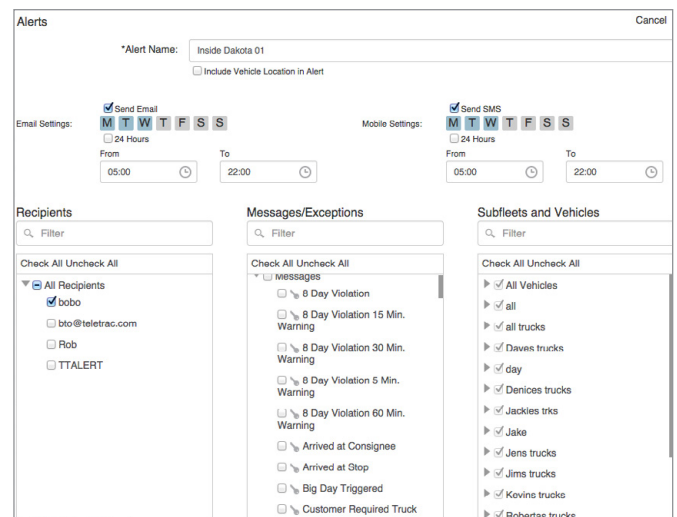 Alerts Cancel
*Alert Name: Inside Dakota 01
Include Vehicle Location in Alert
Send Email Send SMS
Email Settings: M T W T F S S Mobile Settings: M T W T F S S
24 Hours 24 Hours
From To From To
05:00 22:00 05:00 22:00
Recipients Messages/Exceptions Subfleets and Vehicles
Filter Filter Filter
Check All Uncheck All Check All Uncheck All Check All Uncheck All
All Recipients Messages All Vehicles
bobo 8 Day Violation all
bto@teletrac.com 8 Day Violation 15 Min. all trucks
Warning
Rob 8 Day Violation 30 Min. Daves trucks
Warning
TTALERT 8 Day Violation 5 Min. day
Warning
8 Day Violation 60 Min. Denices trucks
Warning
Jackies trks
Arrived at Consignee Jake
Arrived at Stop Jens trucks
Big Day Triggered Jims trucks
Kevins trucks
Customer Required Truck Robertas trucks